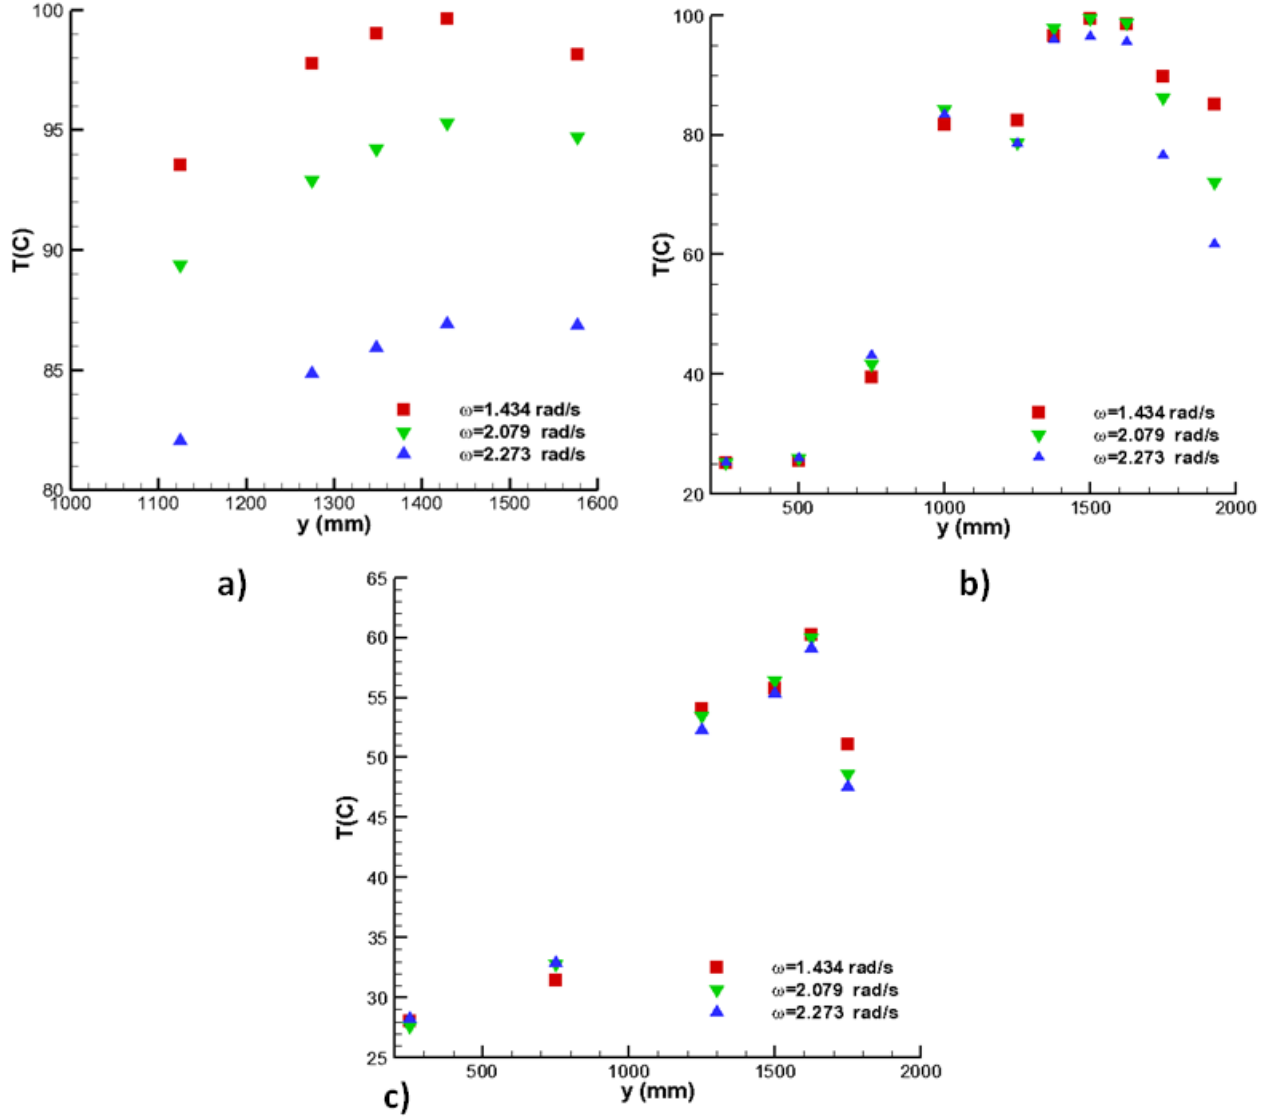 100
95
90
85
80
T(C)
ω=1.434 rad/s
ω=2.079 rad/s
ω=2.273 rad/s
1000 1100 1200 1300 1400 1500 1600
y (mm)
a)
100
80
60
40
20
T(C)
ω=1.434 rad/s
ω=2.079 rad/s
ω=2.273 rad/s
500 1000 1500 2000
y (mm)
b)
65
60
55
50
45
40
35
30
25
T(C)
ω=1.434 rad/s
ω=2.079 rad/s
ω=2.273 rad/s
500 1000 1500 2000
y (mm)
c)